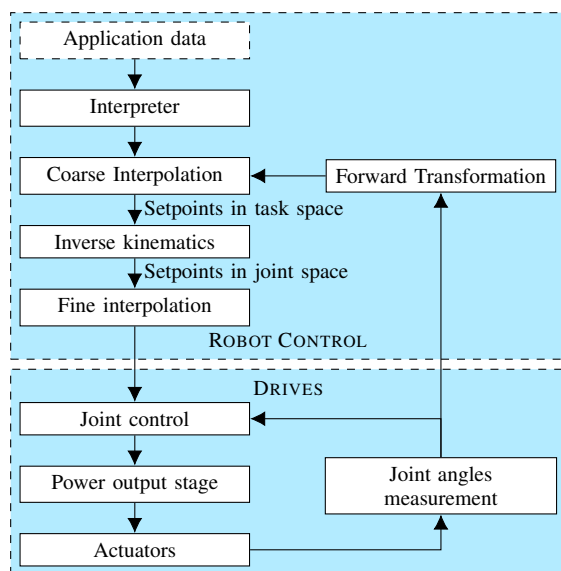 Application data
Interpreter
Coarse Interpolation
Forward Transformation
Setpoints in task space
Inverse kinematics
Setpoints in joint space
Fine interpolation
ROBOT CONTROL
DRIVES
Joint control
Power output stage
Joint angles
measurement
Actuators